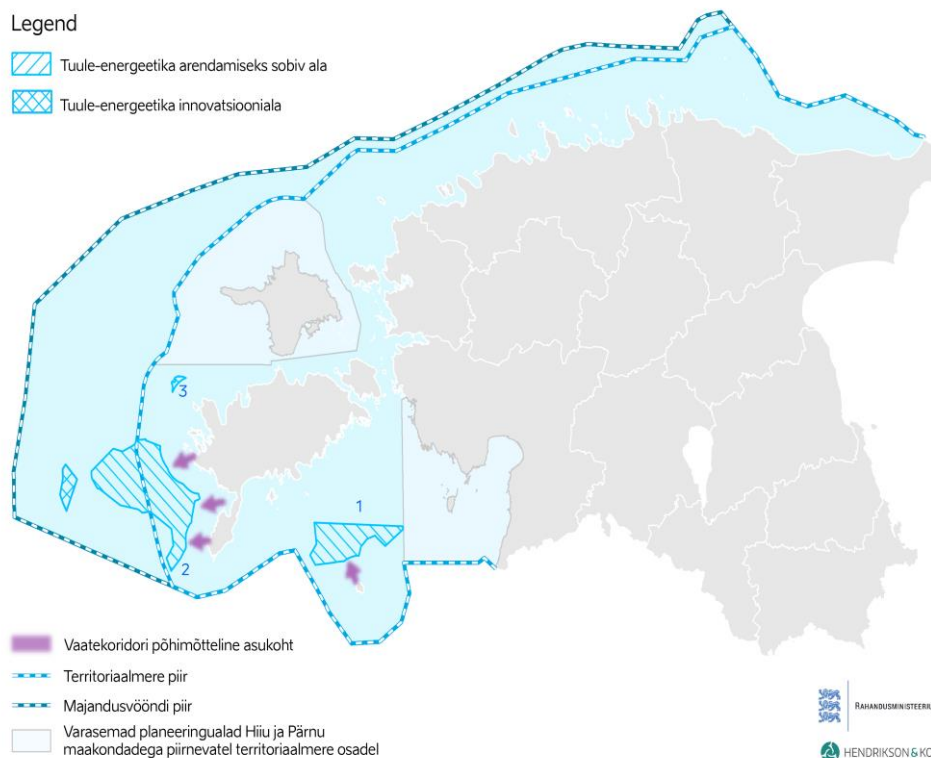 Legend
Tuule-energeetika arendamiseks sobiv ala
Tuule-energeetika innovatsiooniala
3
1
2
Vaatekoridori põhimõtteline asukoht
Territoriaalmere piir
Majandusvööndi piir
Varasemad planeeringualad Hiiu ja Pärnu
maakondadega piirnevatel territoriaalmere osadel
RAHANDUSMINISTEERIU
HENDRIKSON & KO